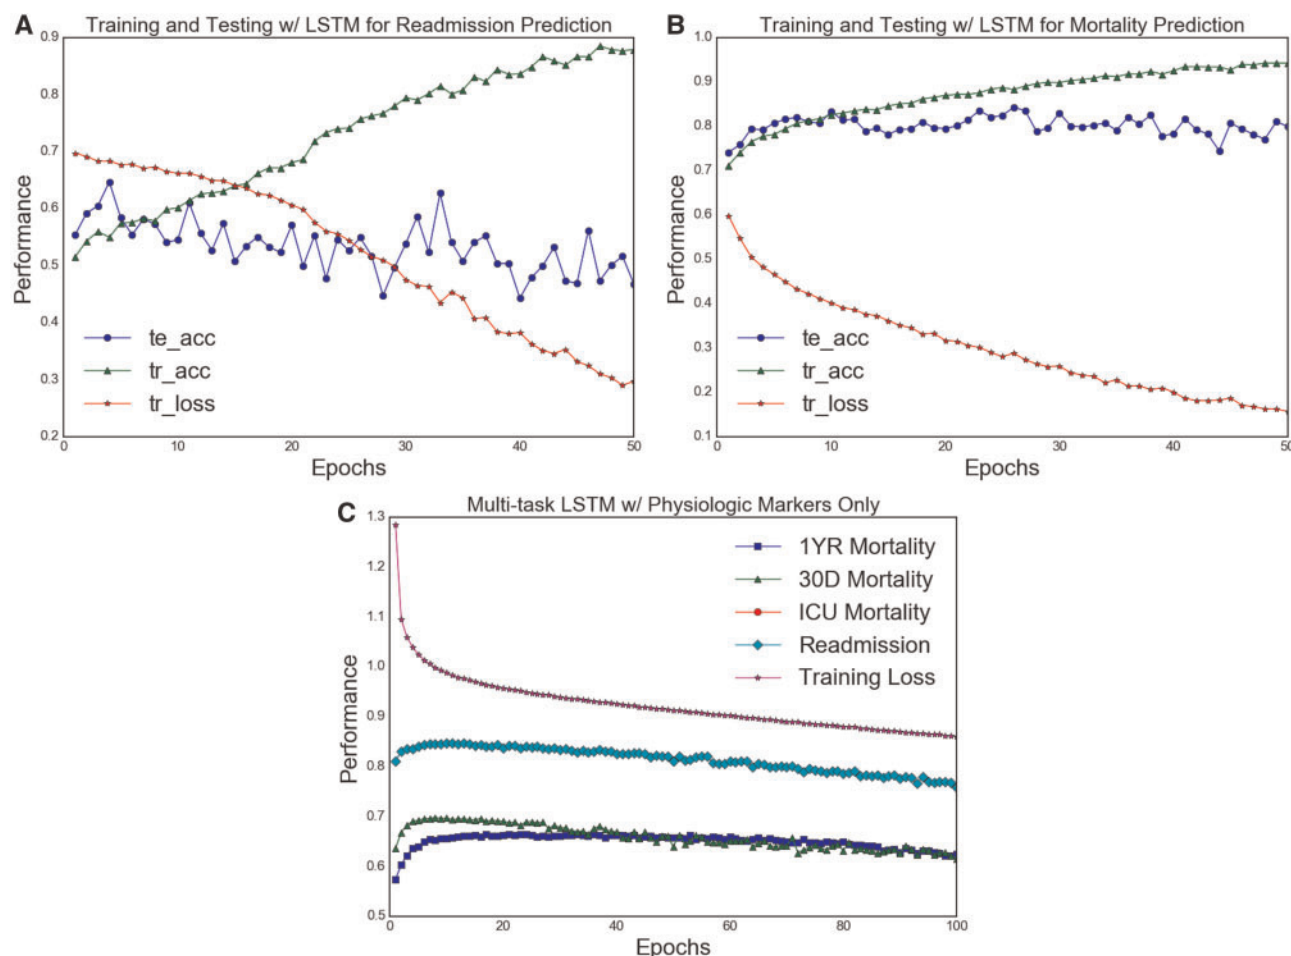 A
Training and Testing w/ LSTM for Readmission Prediction
0.9
0.8
0.7
0.6
0.5
0.4
0.3
0.2
Performance
te_acc
tr_acc
tr_loss
0 10 20 30 40 50
Epochs
B
Training and Testing w/ LSTM for Mortality Prediction
1.0
0.9
0.8
0.7
0.6
0.5
0.4
0.3
0.2
0.1
Performance
te_acc
tr_acc
tr_loss
0 10 20 30 40 50
Epochs
C
Multi-task LSTM w/ Physiologic Markers Only
1.3
1.2
1.1
1.0
0.9
0.8
0.7
0.6
0.5
Performance
1YR Mortality
30D Mortality
ICU Mortality
Readmission
Training Loss
0 20 40 60 80 100
Epochs